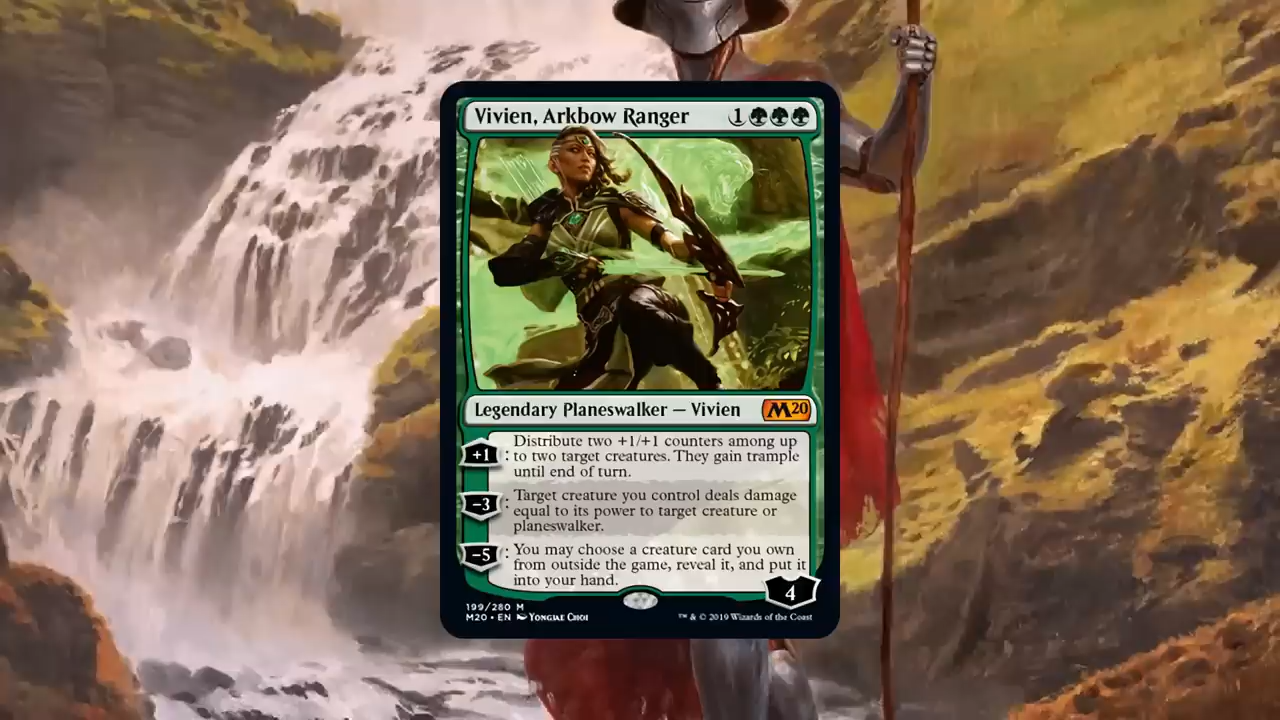 Vivien, Arkbow Ranger 1
Legendary Planeswalker — Vivien M20
+1 : Distribute two +1/+1 counters among up
to two target creatures. They gain trample
until end of turn.
−3 : Target creature you control deals damage
equal to its power to target creature or
planeswalker.
−5 : You may choose a creature card you own
from outside the game, reveal it, and put it
into your hand.
4
199/280 M
M20 • EN Yongjae Choi
™ & © 2019 Wizards of the Coast